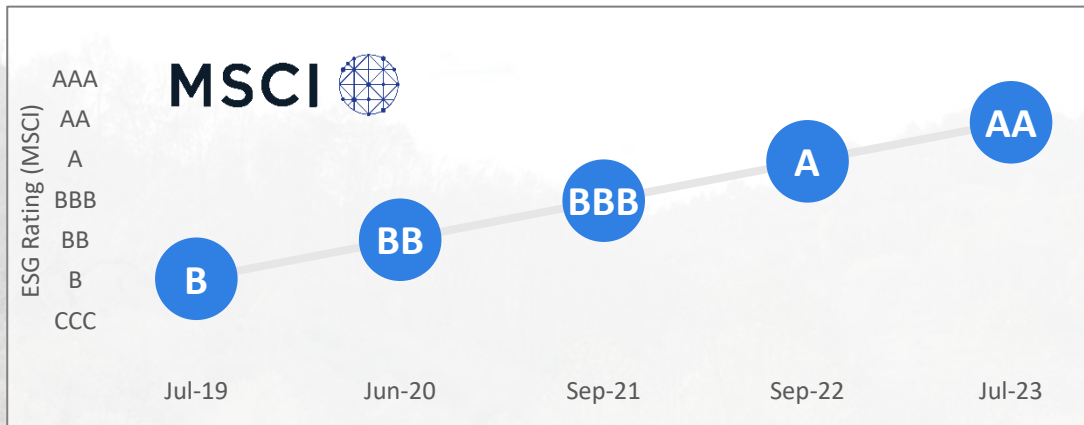 MSCI
ESG Rating (MSCI)
AAA
AA
A
BBB
BB
B
CCC
B
BB
BBB
A
AA
Jul-19
Jun-20
Sep-21
Sep-22
Jul-23